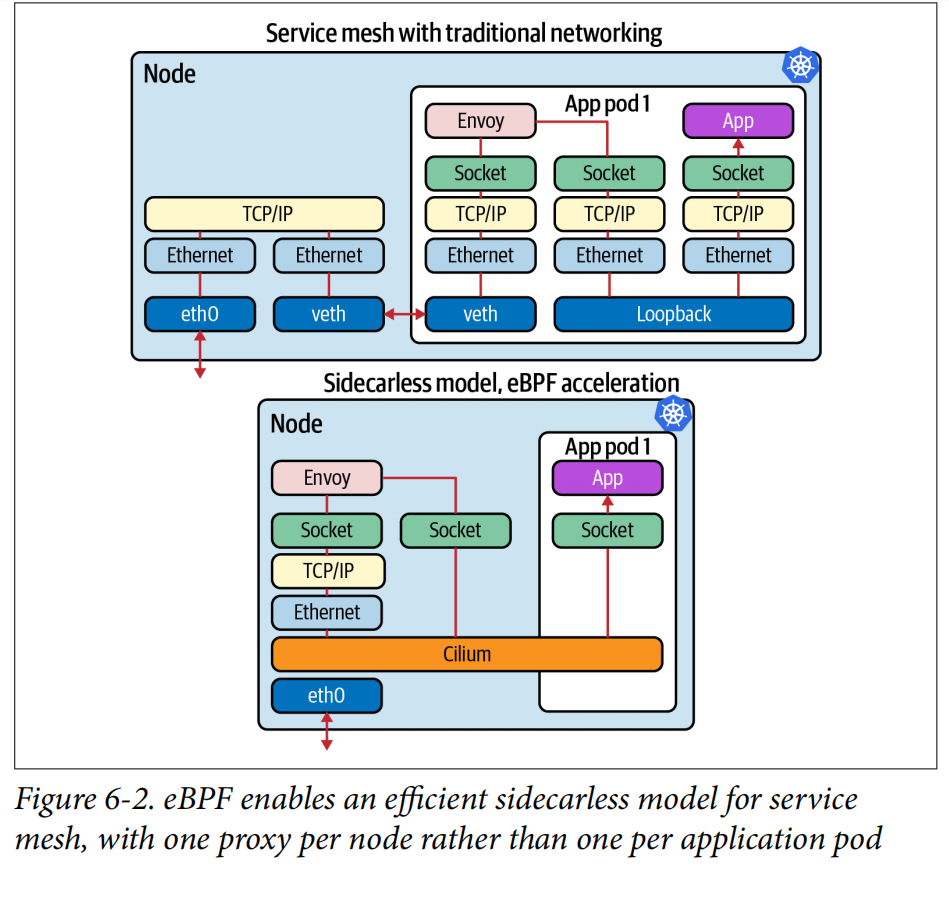 Service mesh with traditional networking
Node
App pod 1
Envoy
App
Socket
Socket
Socket
TCP/IP
TCP/IP
TCP/IP
TCP/IP
Ethernet
Ethernet
Ethernet
Ethernet
Ethernet
eth0
veth
veth
Loopback
Sidecarless model, eBPF acceleration
Node
App pod 1
Envoy
App
Socket
Socket
Socket
TCP/IP
Ethernet
Cilium
eth0
Figure 6-2. eBPF enables an efficient sidecarless model for service
mesh, with one proxy per node rather than one per application pod